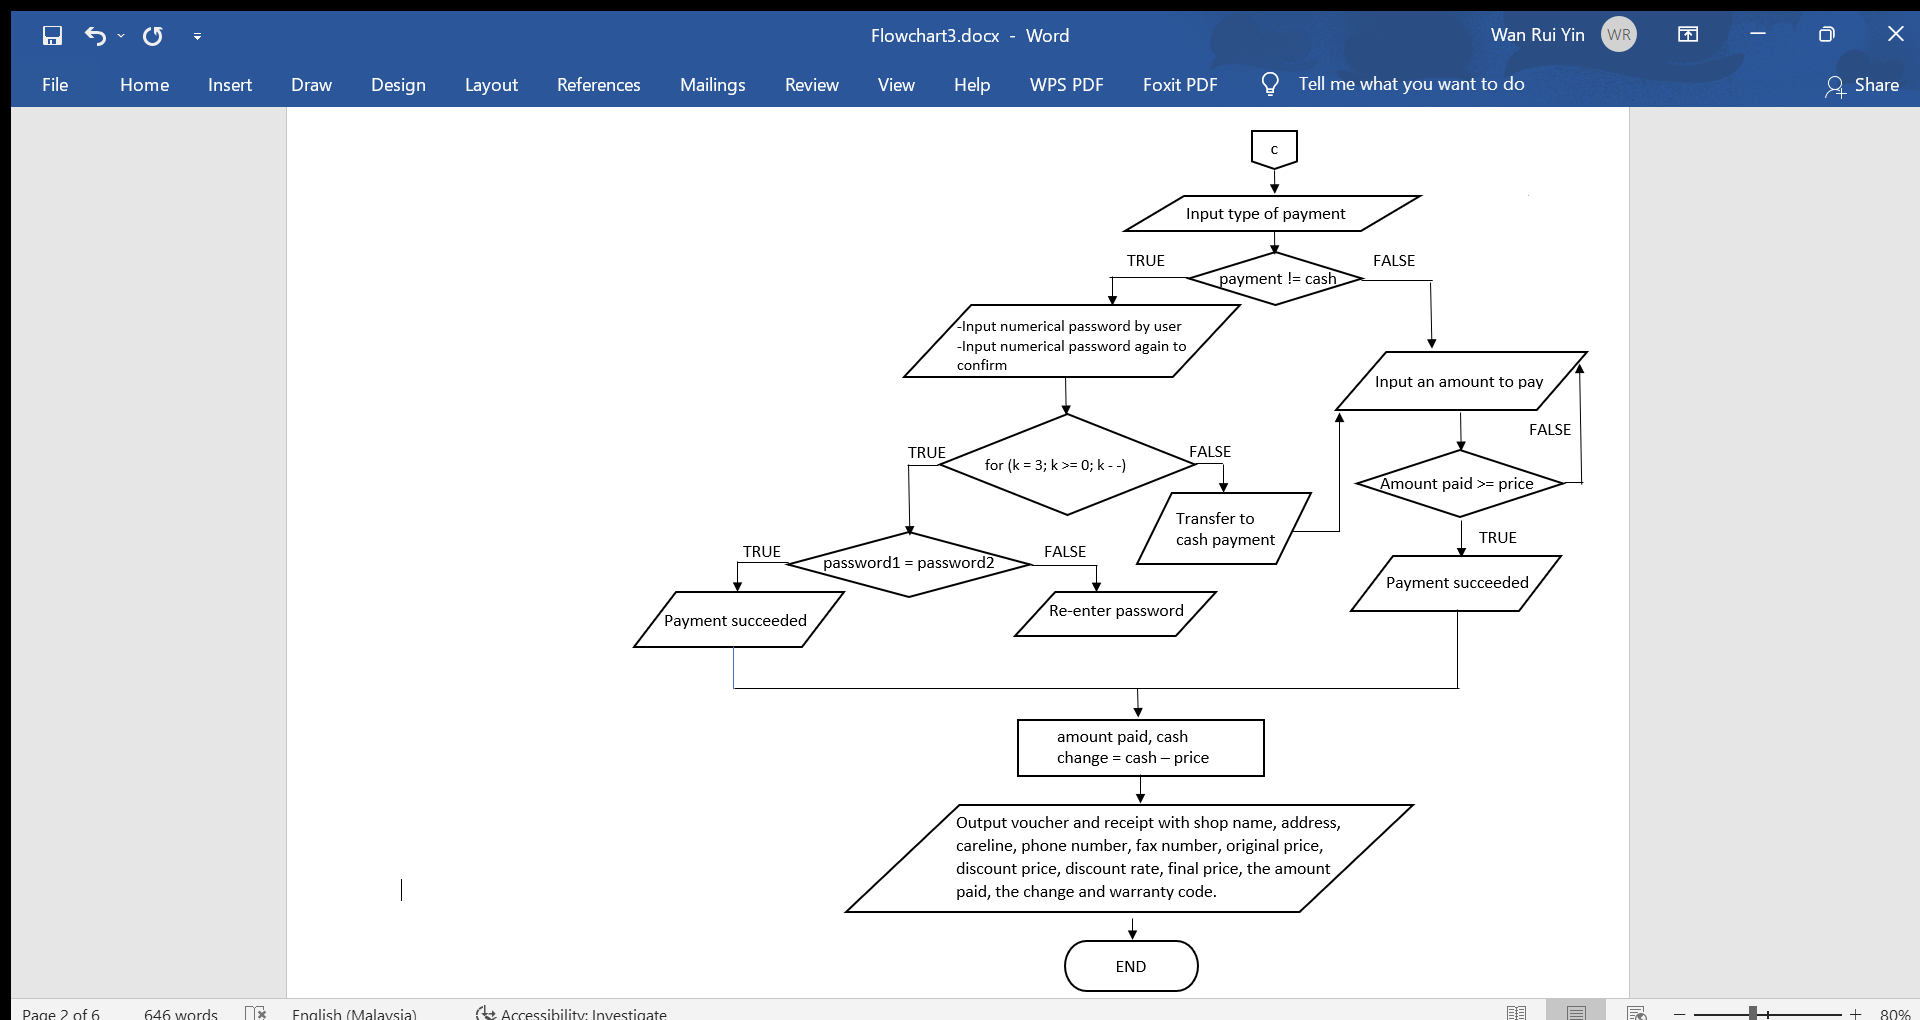 Flowchart3.docx - Word
Wan Rui Yin
WR
File Home Insert Draw Design Layout References Mailings Review View Help WPS PDF Foxit PDF Tell me what you want to do Share
c
Input type of payment
TRUE
FALSE
payment != cash
-Input numerical password by user
-Input numerical password again to
confirm
Input an amount to pay
FALSE
TRUE
FALSE
for (k = 3; k >= 0; k - -)
Amount paid >= price
Transfer to
cash payment
TRUE
TRUE
FALSE
password1 = password2
Payment succeeded
Re-enter password
Payment succeeded
amount paid, cash
change = cash – price
Output voucher and receipt with shop name, address,
careline, phone number, fax number, original price,
discount price, discount rate, final price, the amount
paid, the change and warranty code.
END
Page 2 of 6 646 words English (Malaysia) Accessibility: Investigate 80%